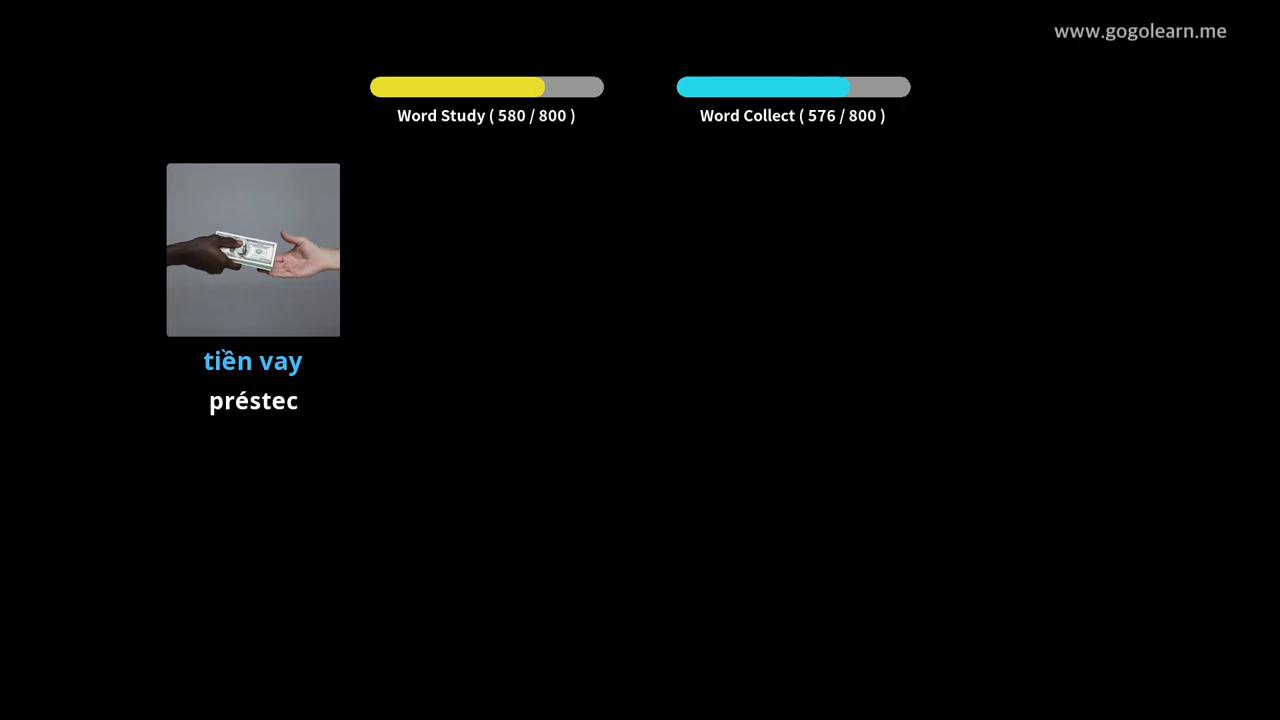 www.gogolearn.me
Word Study ( 580 / 800 )
Word Collect ( 576 / 800 )
tiền vay
préstec